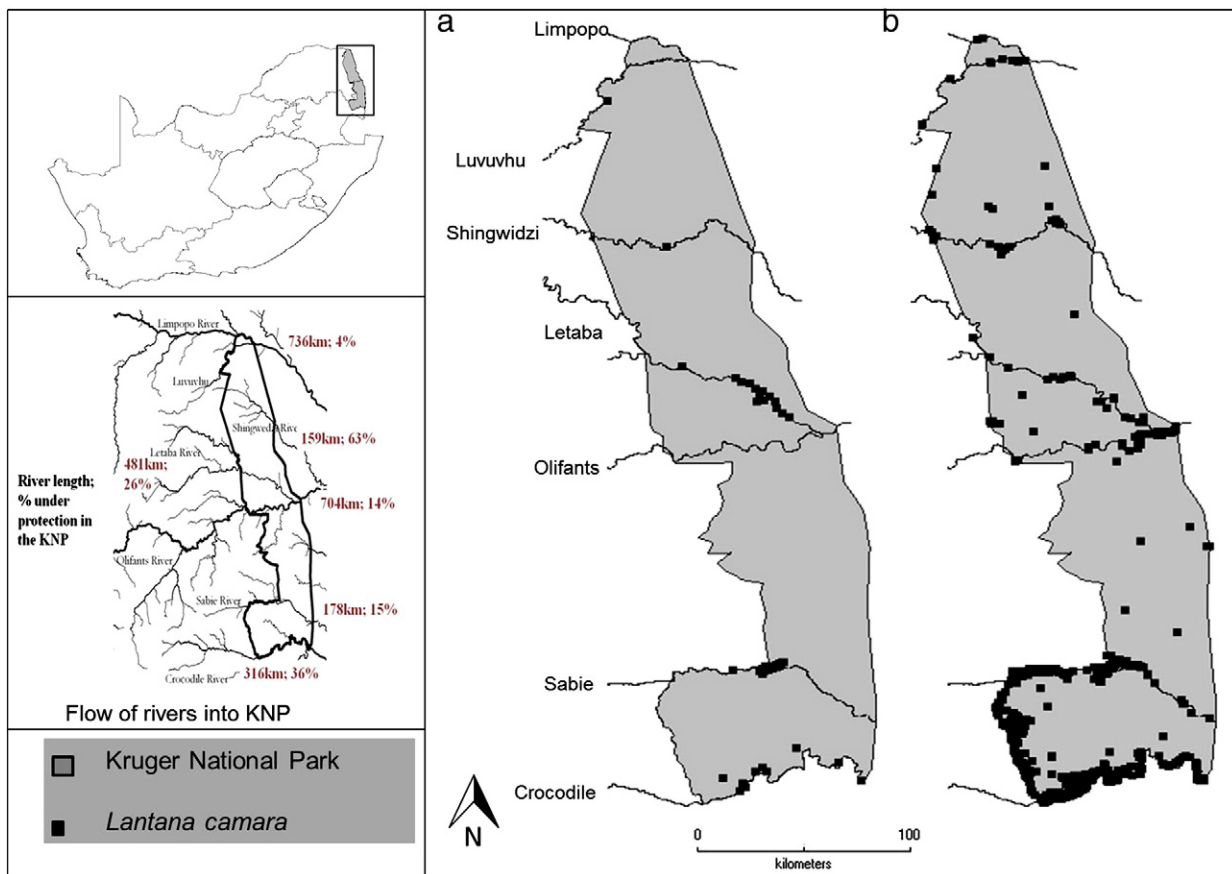 Limpopo River
736km; 4%
Luvuvhu
Shingwedzi River
159km; 63%
Letaba River
481km;
26%
704km; 14%
River length;
% under
protection in
the KNP
Olifants River
Sabie River
178km; 15%
316km; 36%
Crocodile River
Flow of rivers into KNP
Kruger National Park
Lantana camara
a
b
Limpopo
Luvuvhu
Shingwidzi
Letaba
Olifants
Sabie
Crocodile
N
0 100
kilometers